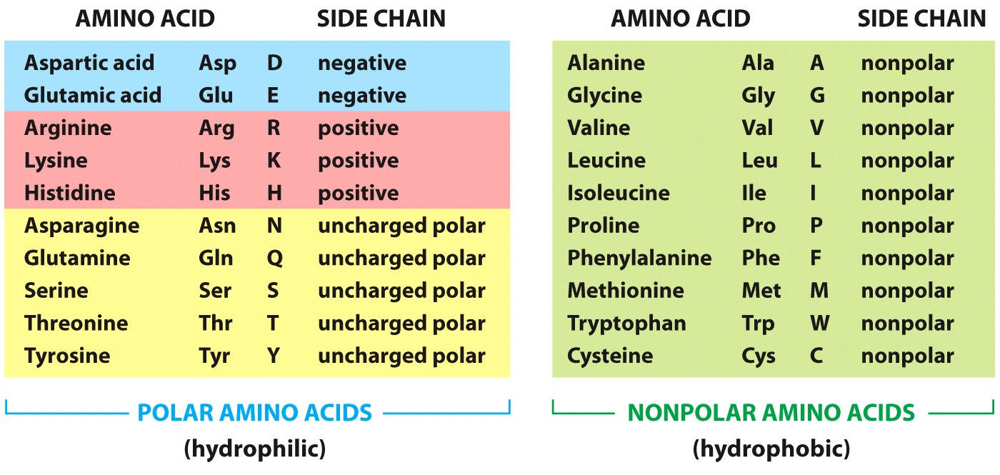 AMINO ACID SIDE CHAIN
Aspartic acid Asp D negative
Glutamic acid Glu E negative
Arginine Arg R positive
Lysine Lys K positive
Histidine His H positive
Asparagine Asn N uncharged polar
Glutamine Gln Q uncharged polar
Serine Ser S uncharged polar
Threonine Thr T uncharged polar
Tyrosine Tyr Y uncharged polar
POLAR AMINO ACIDS
(hydrophilic)
AMINO ACID SIDE CHAIN
Alanine Ala A nonpolar
Glycine Gly G nonpolar
Valine Val V nonpolar
Leucine Leu L nonpolar
Isoleucine Ile I nonpolar
Proline Pro P nonpolar
Phenylalanine Phe F nonpolar
Methionine Met M nonpolar
Tryptophan Trp W nonpolar
Cysteine Cys C nonpolar
NONPOLAR AMINO ACIDS
(hydrophobic)